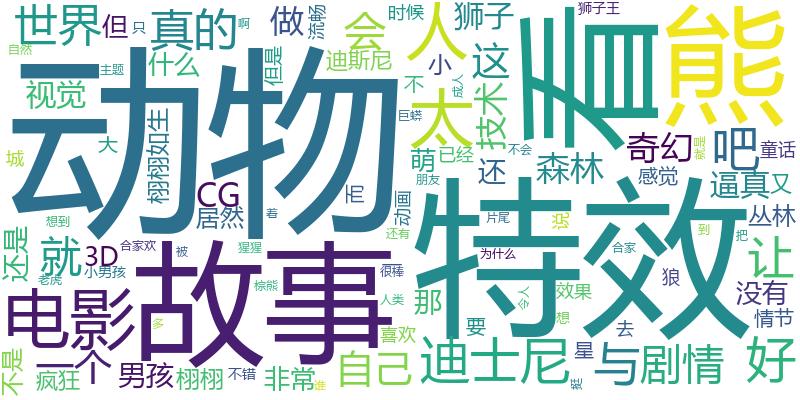 世界
但
只
真的
啊
做
流畅
会
时候
人
狮子
看
狮子王
熊
自然
主题
什么
但是
迪斯尼
不
小
这
成人
技术
视觉
动物
太
巨蟒
城
大
栩栩如生
萌
已经
还
森林
奇幻
就是
吧
童话
不会
CG
居然
而
动画
朋友
感觉
逼真
又
还是
就
想到
3D
合家欢
着
被
猩猩
还有
特效
片尾
说
到
把
丛林
让
老虎
小男孩
棕熊
很棒
那
为什么
合家
狼
没有
电影
故事
多
人类
喜欢
要
效果
令人
想
去
情节
不是
一个
疯狂
男孩
栩栩
不错
非常
谁
自己
迪士尼
星
挺
与
剧情
好